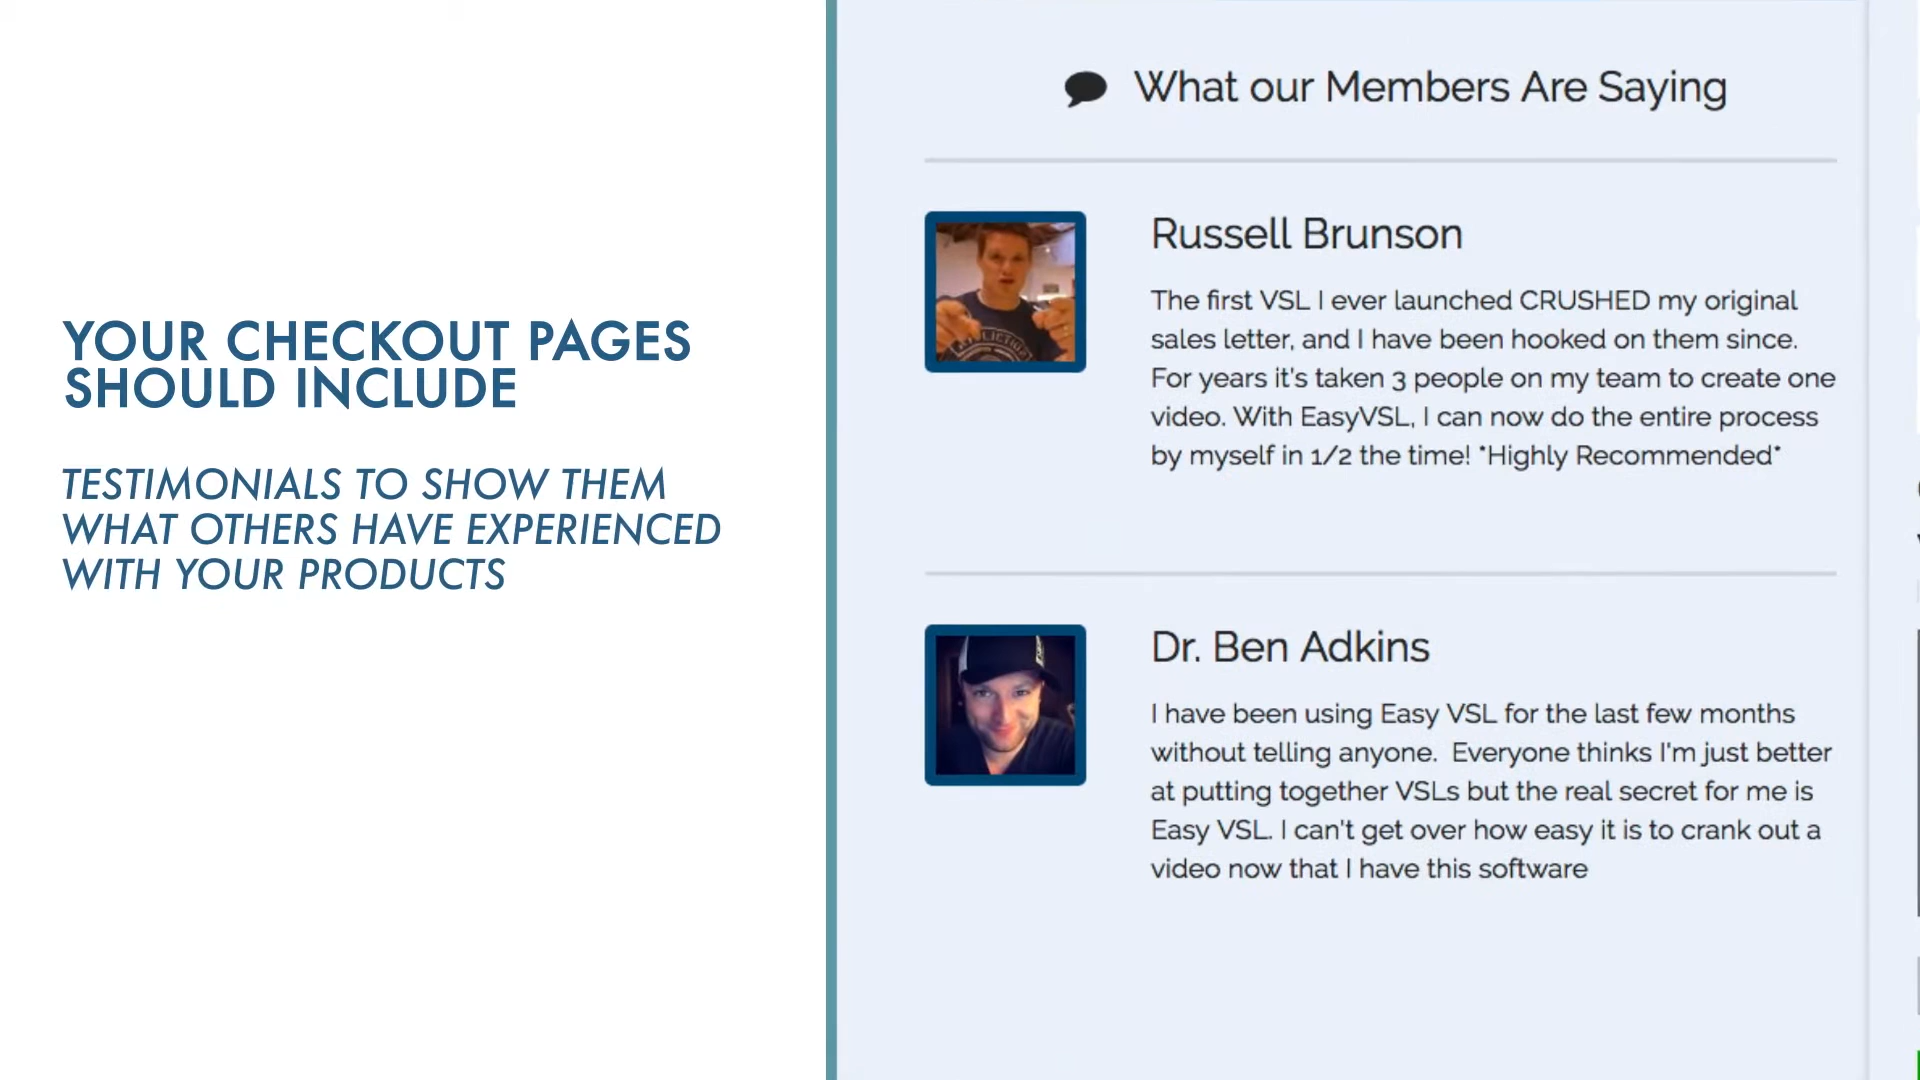 YOUR CHECKOUT PAGES
SHOULD INCLUDE
TESTIMONIALS TO SHOW THEM
WHAT OTHERS HAVE EXPERIENCED
WITH YOUR PRODUCTS
What our Members Are Saying
Russell Brunson
The first VSL I ever launched CRUSHED my original
sales letter, and I have been hooked on them since.
For years it's taken 3 people on my team to create one
video. With EasyVSL, I can now do the entire process
by myself in 1/2 the time! *Highly Recommended*
Dr. Ben Adkins
I have been using Easy VSL for the last few months
without telling anyone.  Everyone thinks I'm just better
at putting together VSLs but the real secret for me is
Easy VSL. I can't get over how easy it is to crank out a
video now that I have this software